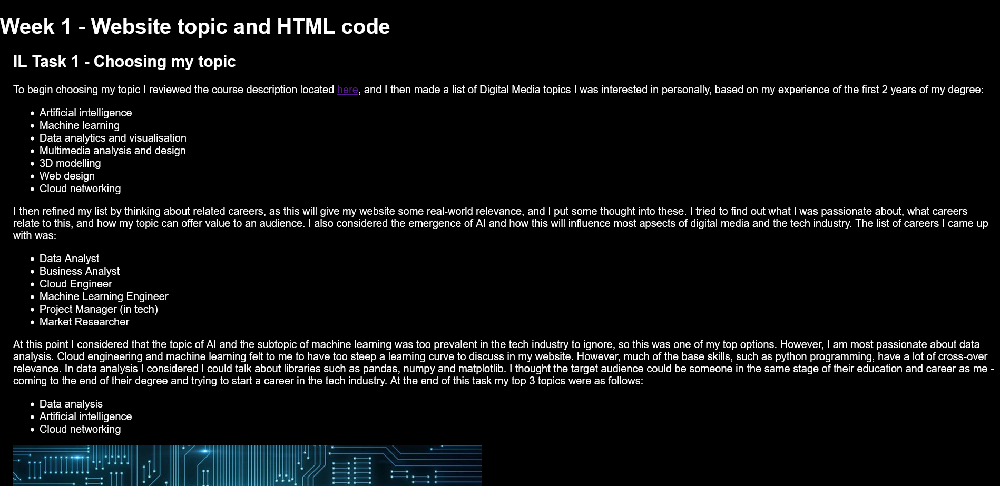 Week 1 - Website topic and HTML code
IL Task 1 - Choosing my topic
To begin choosing my topic I reviewed the course description located here, and I then made a list of Digital Media topics I was interested in personally, based on my experience of the first 2 years of my degree:
• Artificial intelligence
• Machine learning
• Data analytics and visualisation
• Multimedia analysis and design
• 3D modelling
• Web design
• Cloud networking
I then refined my list by thinking about related careers, as this will give my website some real-world relevance, and I put some thought into these. I tried to find out what I was passionate about, what careers
relate to this, and how my topic can offer value to an audience. I also considered the emergence of AI and how this will influence most apsects of digital media and the tech industry. The list of careers I came up
with was:
• Data Analyst
• Business Analyst
• Cloud Engineer
• Machine Learning Engineer
• Project Manager (in tech)
• Market Researcher
At this point I considered that the topic of AI and the subtopic of machine learning was too prevalent in the tech industry to ignore, so this was one of my top options. However, I am most passionate about data
analysis. Cloud engineering and machine learning felt to me to have too steep a learning curve to discuss in my website. However, much of the base skills, such as python programming, have a lot of cross-over
relevance. In data analysis I considered I could talk about libraries such as pandas, numpy and matplotlib. I thought the target audience could be someone in the same stage of their education and career as me -
coming to the end of their degree and trying to start a career in the tech industry. At the end of this task my top 3 topics were as follows:
• Data analysis
• Artificial intelligence
• Cloud networking